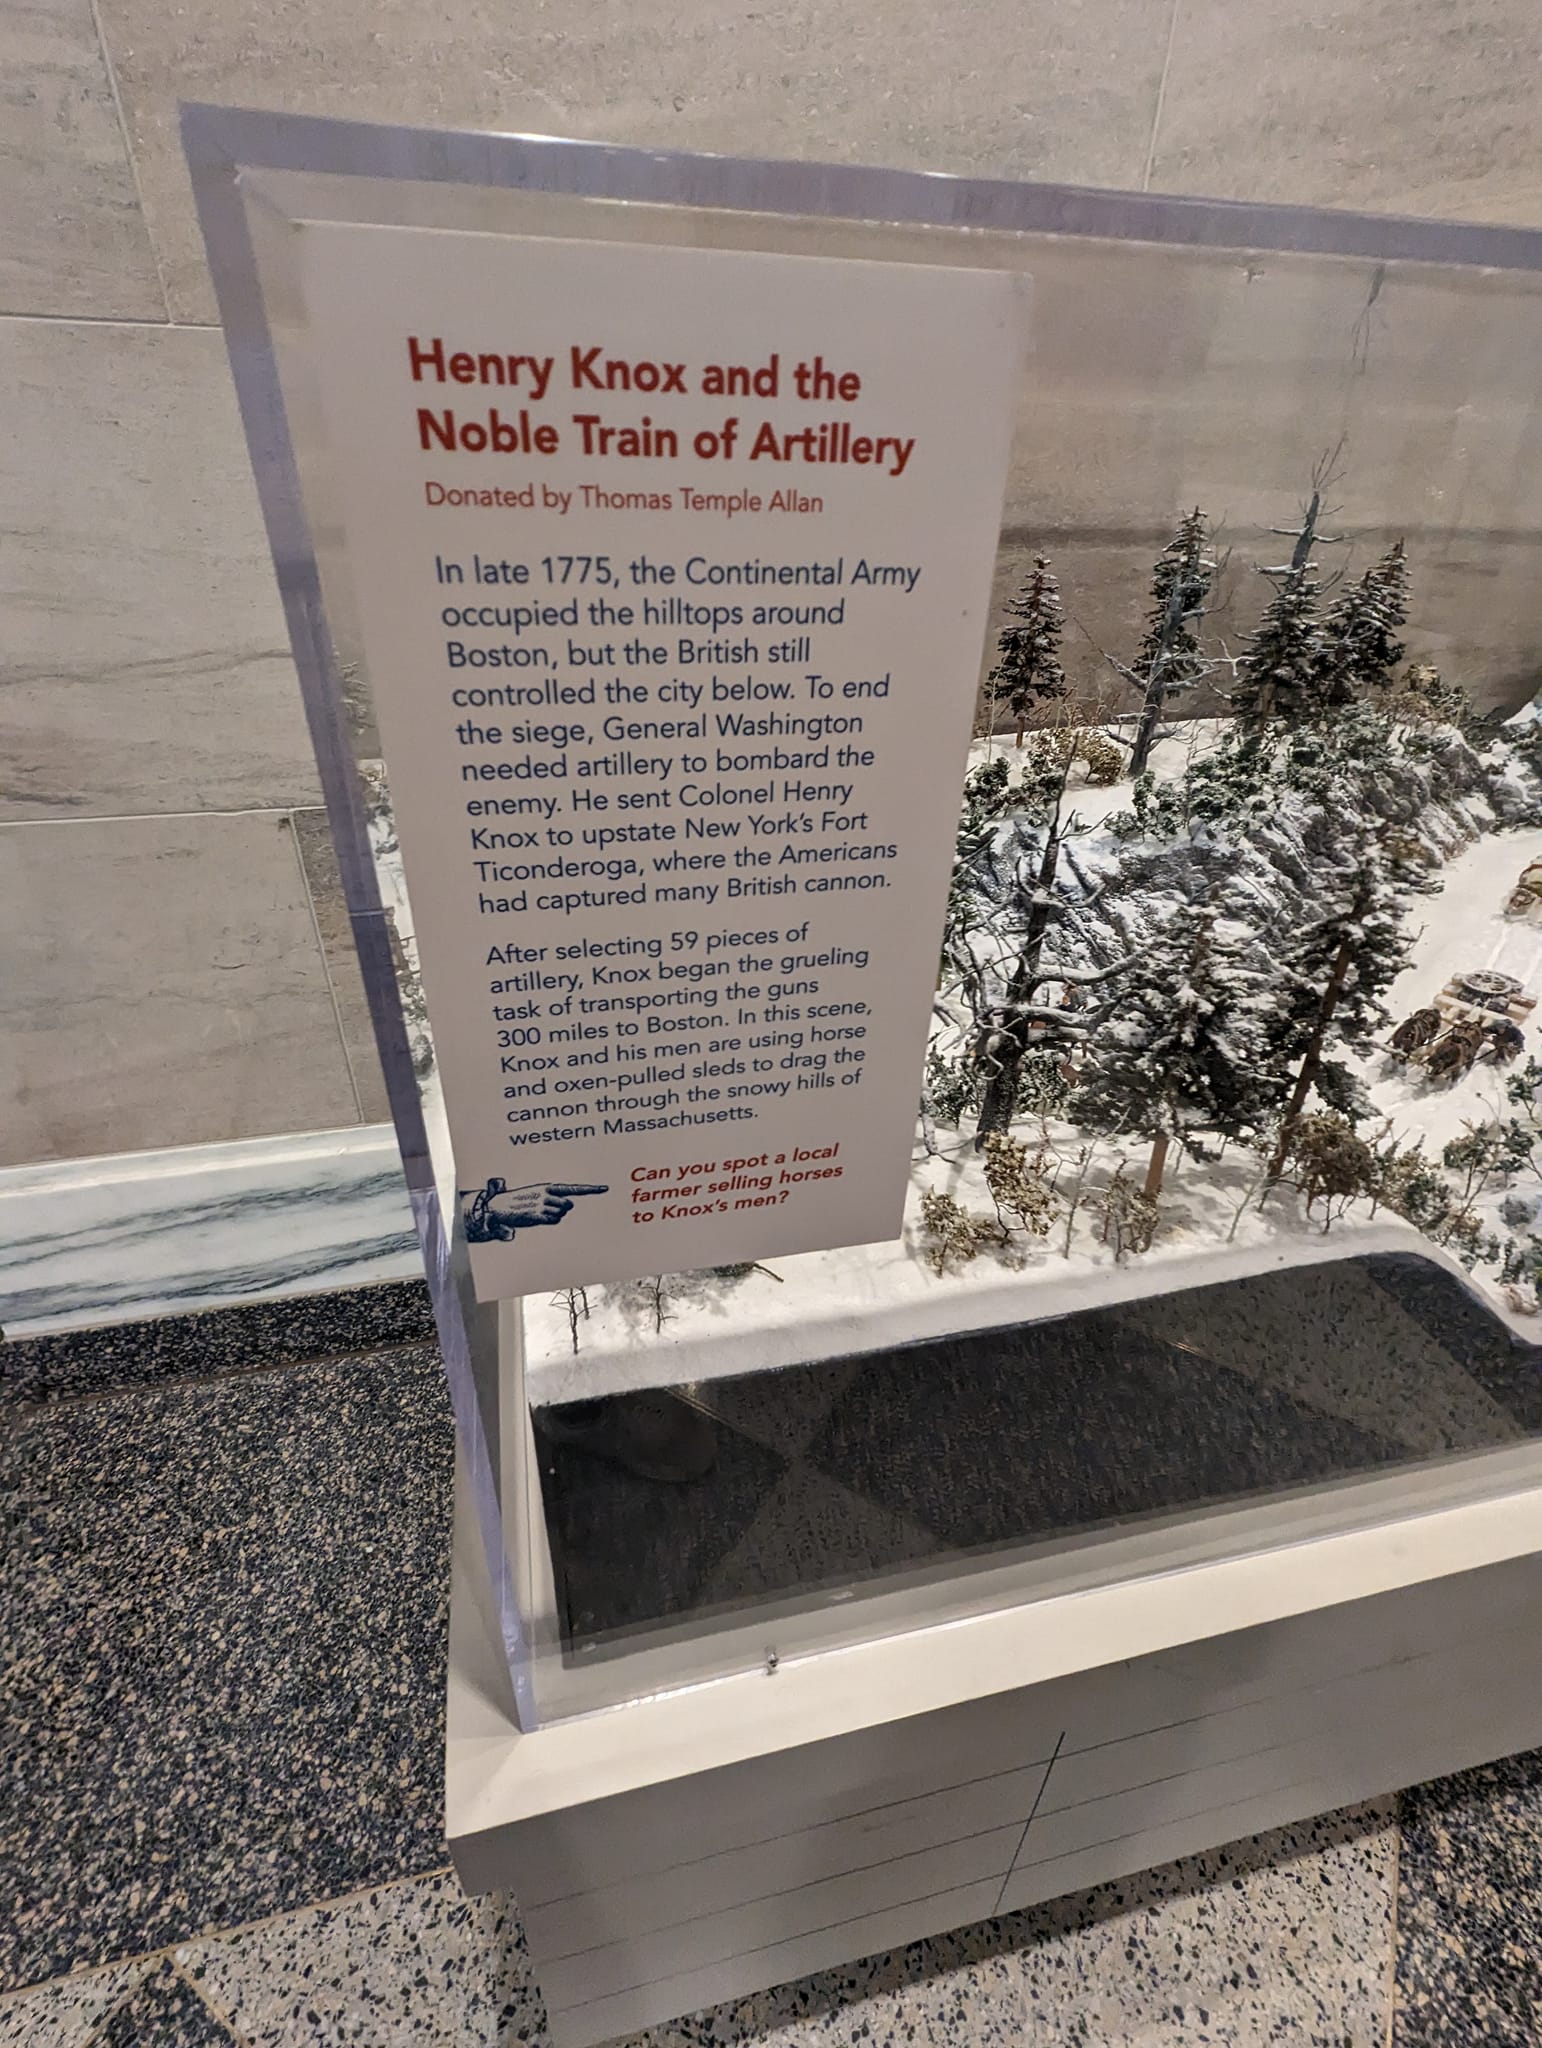 Henry Knox and the
Noble Train of Artillery
Donated by Thomas Temple Allan
In late 1775, the Continental Army
occupied the hilltops around
Boston, but the British still
controlled the city below. To end
the siege, General Washington
needed artillery to bombard the
enemy. He sent Colonel Henry
Knox to upstate New York's Fort
Ticonderoga, where the Americans
had captured many British cannon.
After selecting 59 pieces of
artillery, Knox began the grueling
task of transporting the guns
300 miles to Boston. In this scene,
Knox and his men are using horse
and oxen-pulled sleds to drag the
cannon through the snowy hills of
western Massachusetts.
Can you spot a local
farmer selling horses
to Knox's men?